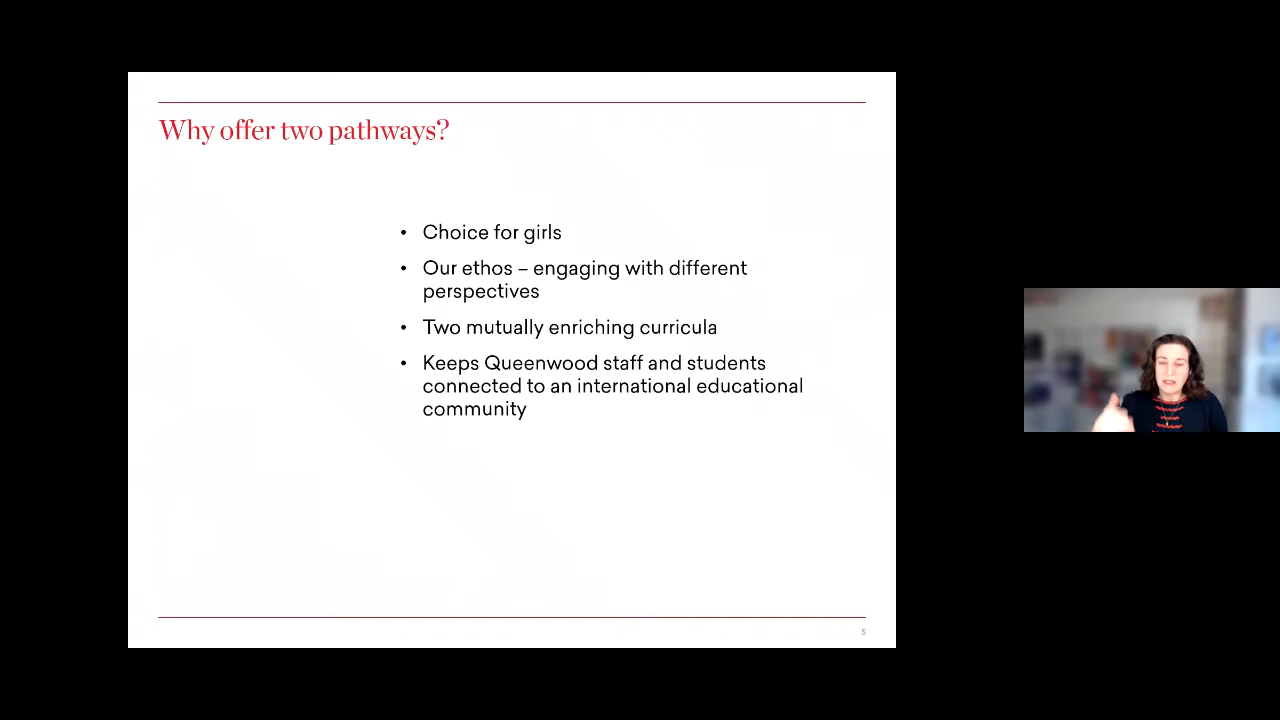 Why offer two pathways?
• Choice for girls
• Our ethos – engaging with different
perspectives
• Two mutually enriching curricula
• Keeps Queenwood staff and students
connected to an international educational
community
5